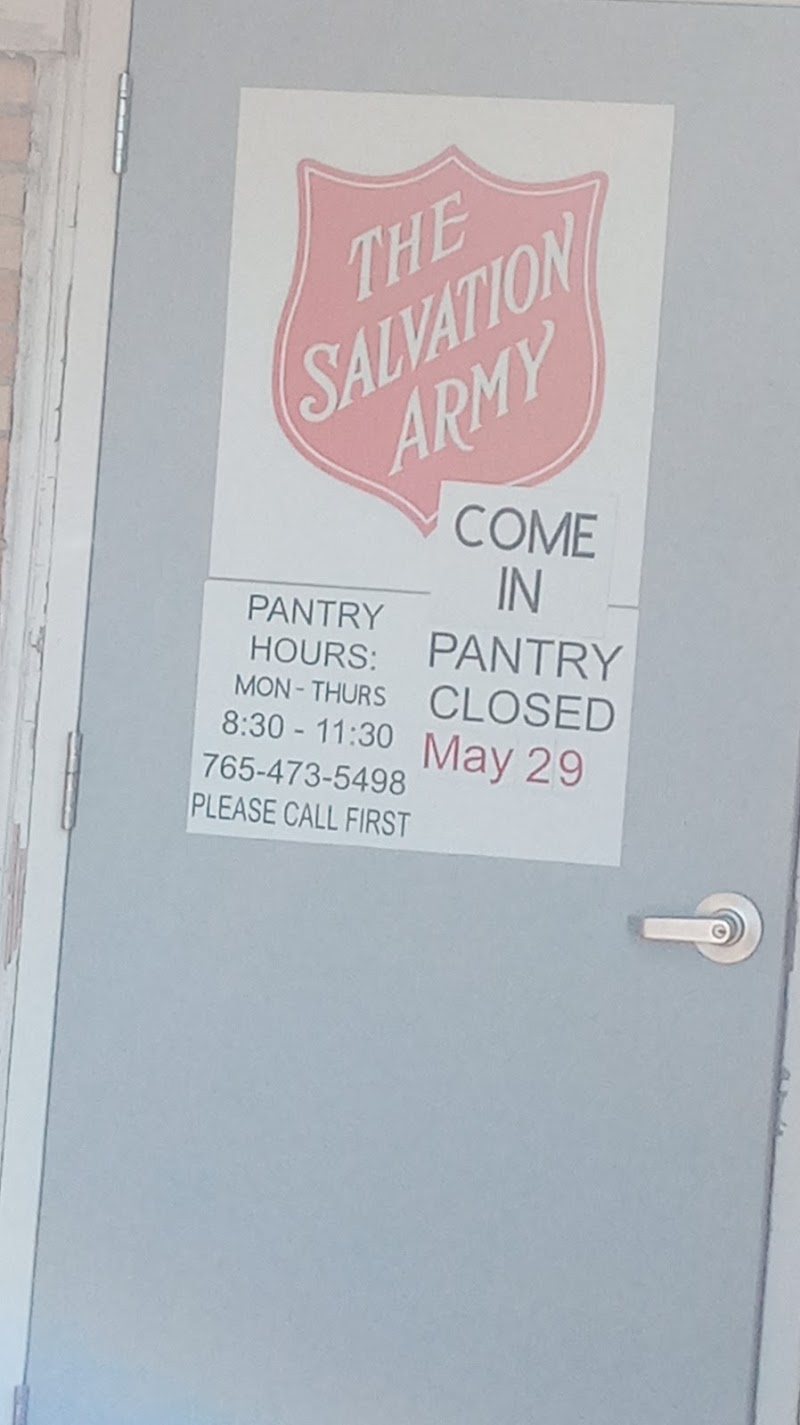 THE
SALVATION
ARMY
COME
IN
PANTRY
HOURS:
MON - THURS
8:30 - 11:30
765-473-5498
PLEASE CALL FIRST
PANTRY
CLOSED
May 29